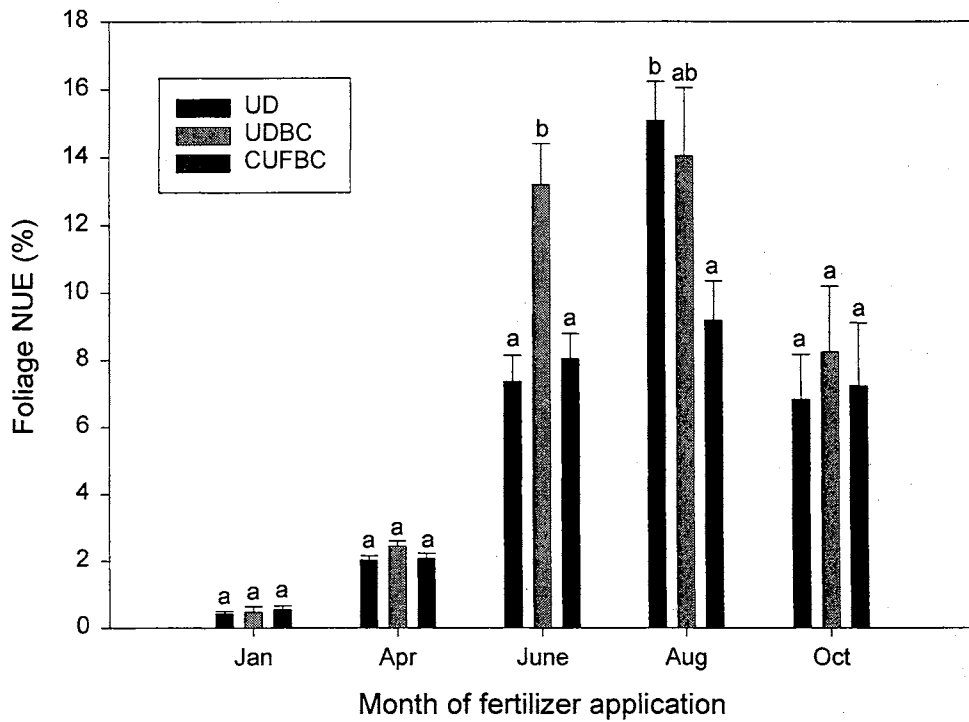 18
16
14
12
10
8
6
4
2
0
Foliage NUE (%)
UD
UDBC
CUFBC
a a a
a a a
a b a
b ab a
a a a
Jan Apr June Aug Oct
Month of fertilizer application